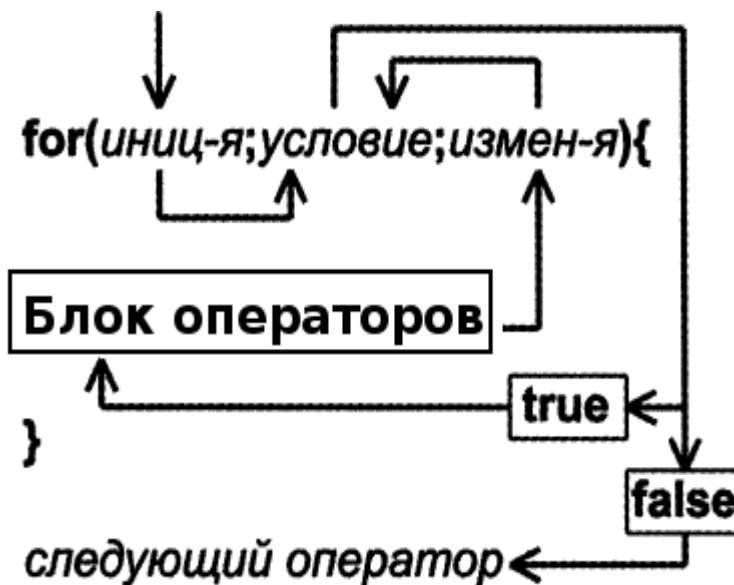 for(иниц-я;условие;измен-я){
Блок операторов
true
}
false
следующий оператор